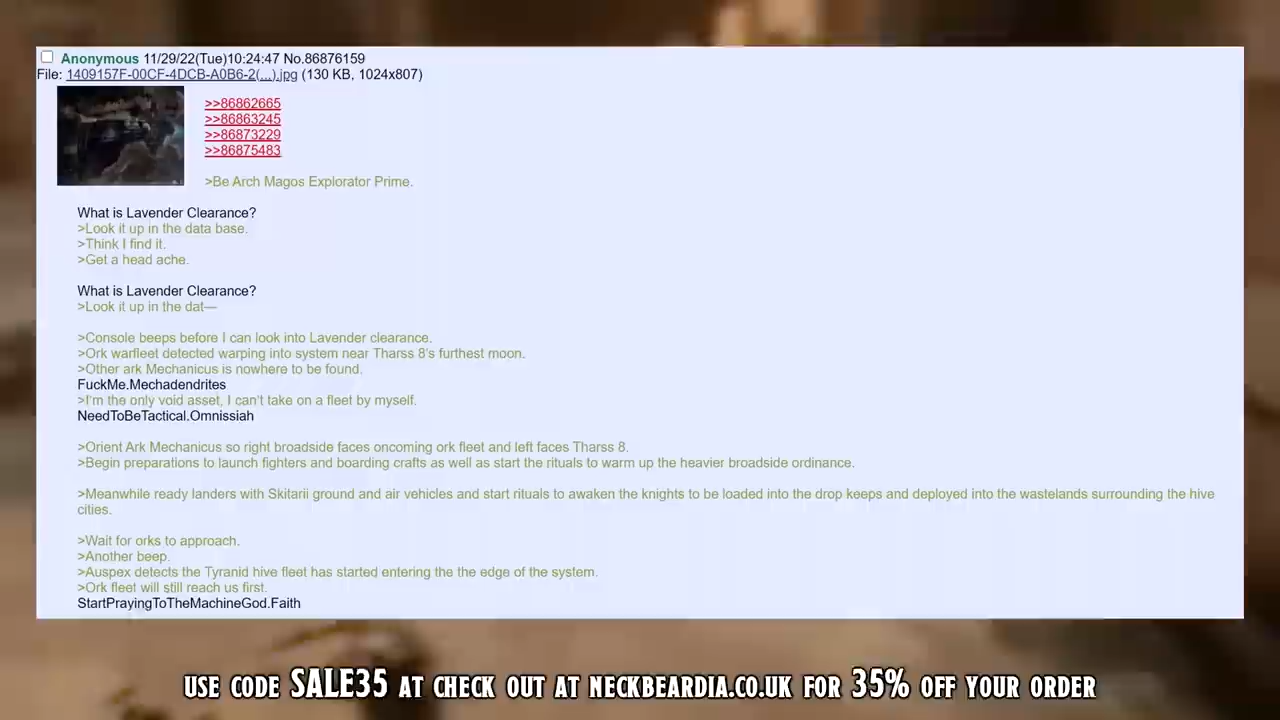 Anonymous 11/29/22(Tue)10:24:47 No.86876159
File: 1409157F-00CF-4DCB-A0B6-2(...).jpg (130 KB, 1024x807)
>>86862665
>>86863245
>>86873229
>>86875483
>Be Arch Magos Explorator Prime.
What is Lavender Clearance?
>Look it up in the data base.
>Think I find it.
>Get a head ache.
What is Lavender Clearance?
>Look it up in the dat—
>Console beeps before I can look into Lavender clearance.
>Ork warfleet detected warping into system near Tharss 8's furthest moon.
>Other ark Mechanicus is nowhere to be found.
FuckMe.Mechadendrites
>I'm the only void asset, I can't take on a fleet by myself.
NeedToBeTactical.Omnissiah
>Orient Ark Mechanicus so right broadside faces oncoming ork fleet and left faces Tharss 8.
>Begin preparations to launch fighters and boarding crafts as well as start the rituals to warm up the heavier broadside ordinance.
>Meanwhile ready landers with Skitarii ground and air vehicles and start rituals to awaken the knights to be loaded into the drop keeps and deployed into the wastelands surrounding the hive
cities.
>Wait for orks to approach.
>Another beep.
>Auspex detects the Tyranid hive fleet has started entering the the edge of the system.
>Ork fleet will still reach us first.
StartPrayingToTheMachineGod.Faith
USE CODE SALE35 AT CHECK OUT AT NECKBEARDIA.CO.UK FOR 35% OFF YOUR ORDER